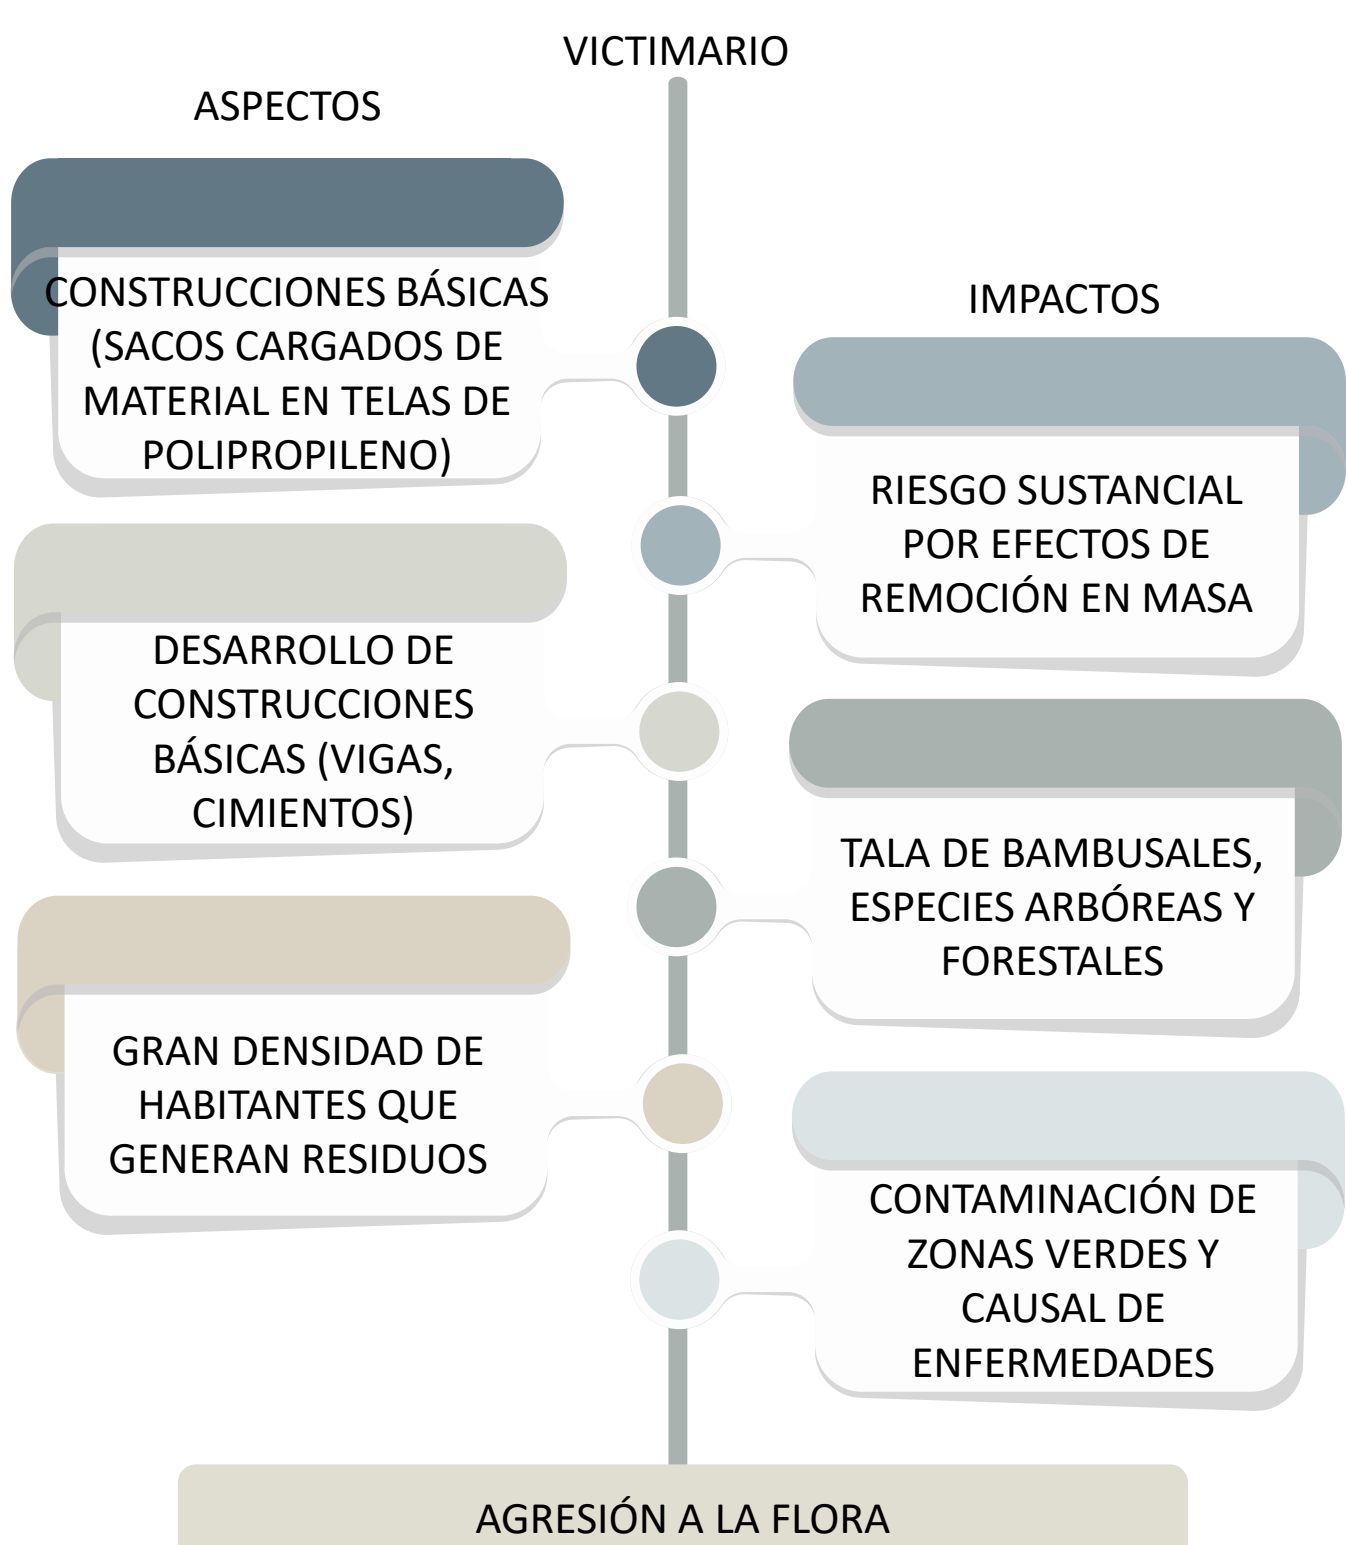 VICTIMARIO
ASPECTOS
CONSTRUCCIONES BÁSICAS
(SACOS CARGADOS DE
MATERIAL EN TELAS DE
POLIPROPILENO)
IMPACTOS
RIESGO SUSTANCIAL
POR EFECTOS DE
REMOCIÓN EN MASA
DESARROLLO DE
CONSTRUCCIONES
BÁSICAS (VIGAS,
CIMIENTOS)
TALA DE BAMBUSALES,
ESPECIES ARBÓREAS Y
FORESTALES
GRAN DENSIDAD DE
HABITANTES QUE
GENERAN RESIDUOS
CONTAMINACIÓN DE
ZONAS VERDES Y
CAUSAL DE
ENFERMEDADES
AGRESIÓN A LA FLORA